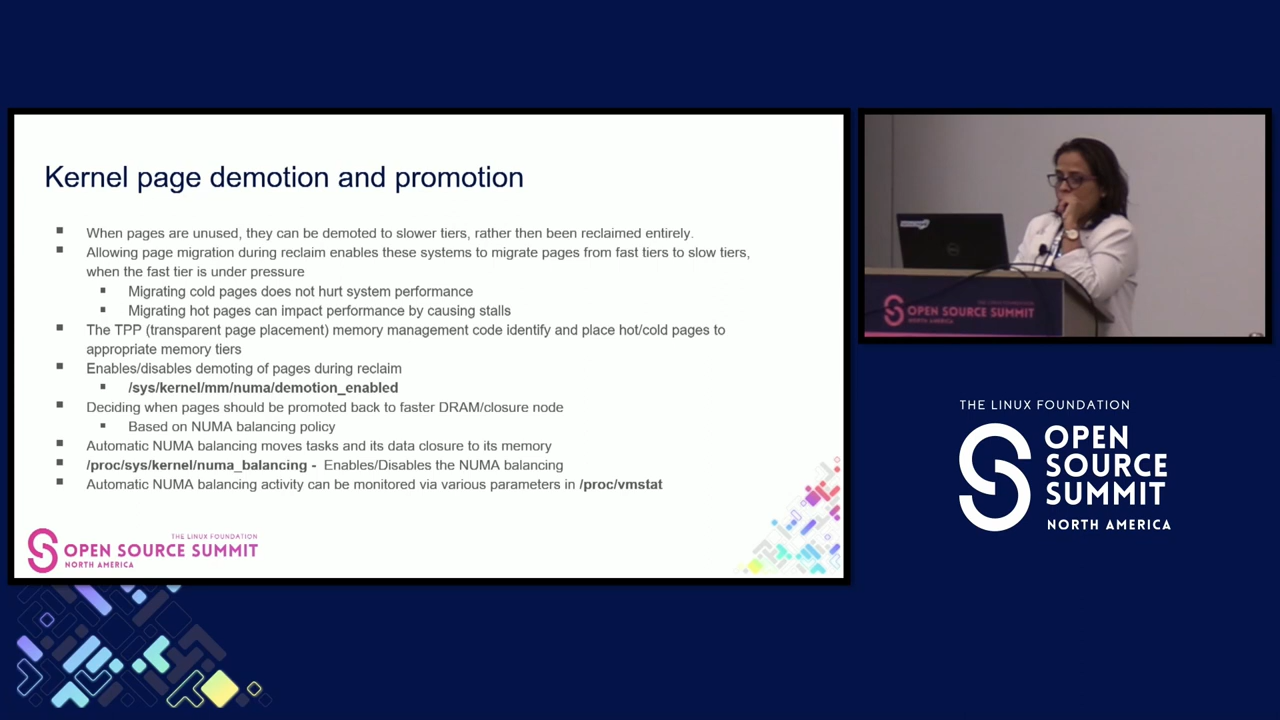 Kernel page demotion and promotion
When pages are unused, they can be demoted to slower tiers, rather then been reclaimed entirely.
Allowing page migration during reclaim enables these systems to migrate pages from fast tiers to slow tiers,
when the fast tier is under pressure
Migrating cold pages does not hurt system performance
Migrating hot pages can impact performance by causing stalls
The TPP (transparent page placement) memory management code identify and place hot/cold pages to
appropriate memory tiers
Enables/disables demoting of pages during reclaim
/sys/kernel/mm/numa/demotion_enabled
Deciding when pages should be promoted back to faster DRAM/closure node
Based on NUMA balancing policy
Automatic NUMA balancing moves tasks and its data closure to its memory
/proc/sys/kernel/numa_balancing - Enables/Disables the NUMA balancing
Automatic NUMA balancing activity can be monitored via various parameters in /proc/vmstat
THE LINUX FOUNDATION
OPEN SOURCE SUMMIT
NORTH AMERICA
THE LINUX FOUNDATION
OPEN SOURCE SUMMIT
NORTH AMERICA
THE LINUX FOUNDATION
OPEN
SOURCE
SUMMIT
NORTH AMERICA